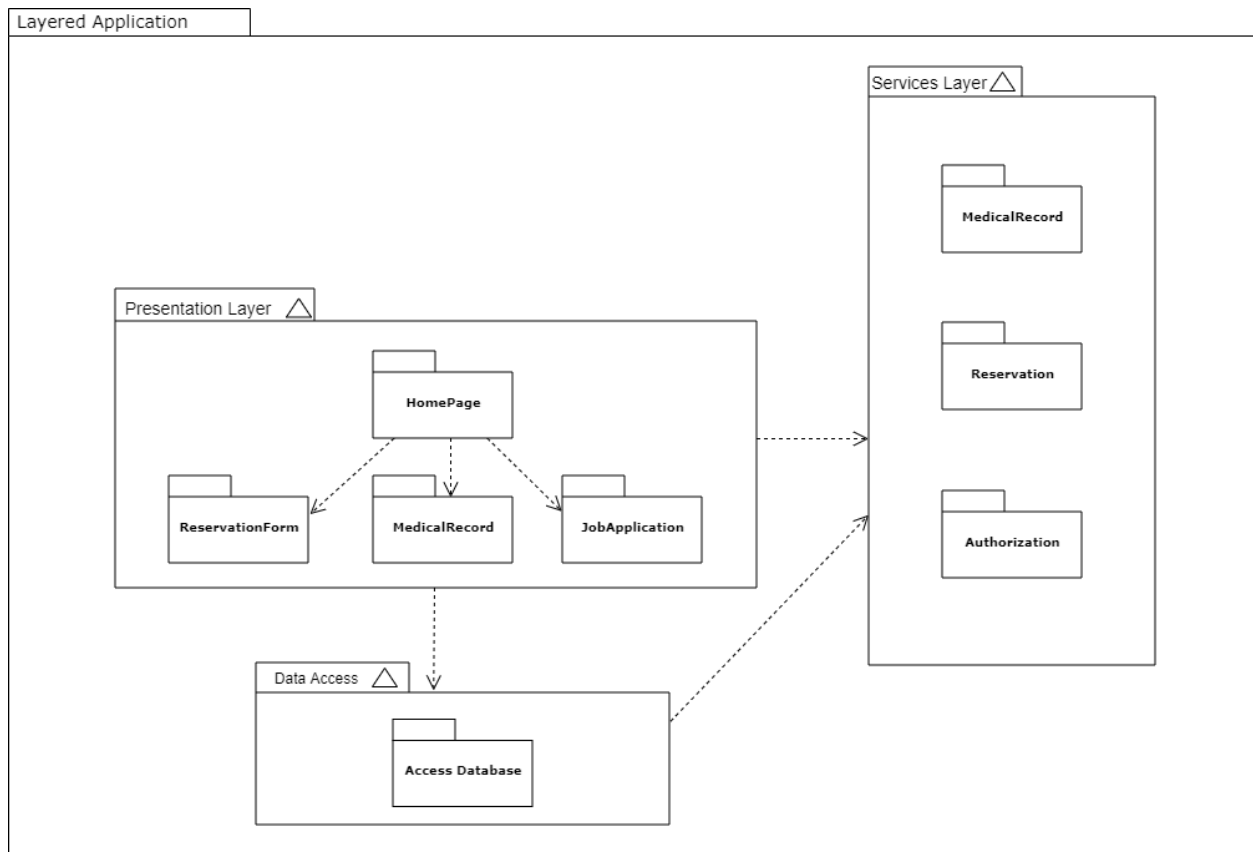 Layered Application
Services Layer
MedicalRecord
Reservation
Authorization
Presentation Layer
HomePage
ReservationForm
MedicalRecord
JobApplication
Data Access
Access Database